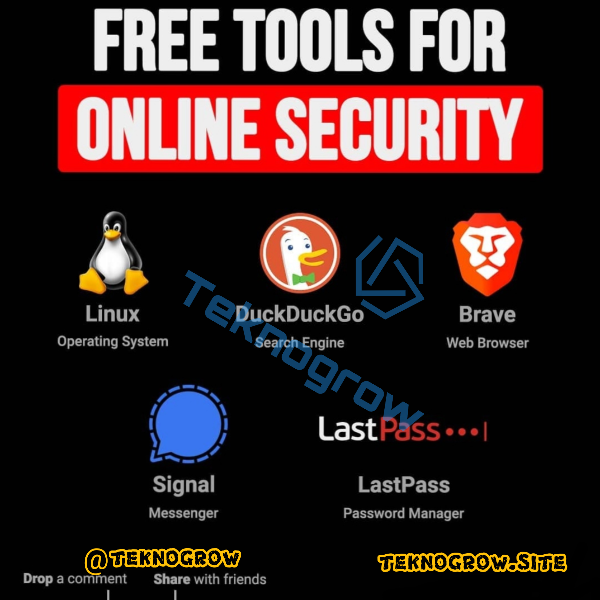 FREE TOOLS FOR
ONLINE SECURITY
Linux
Operating System
DuckDuckGo
Search Engine
Brave
Web Browser
Teknogrow
Signal
Messenger
LastPass
LastPass
Password Manager
@TEKNOGROW
TEKNOGROW.SITE
Drop a comment
Share with friends